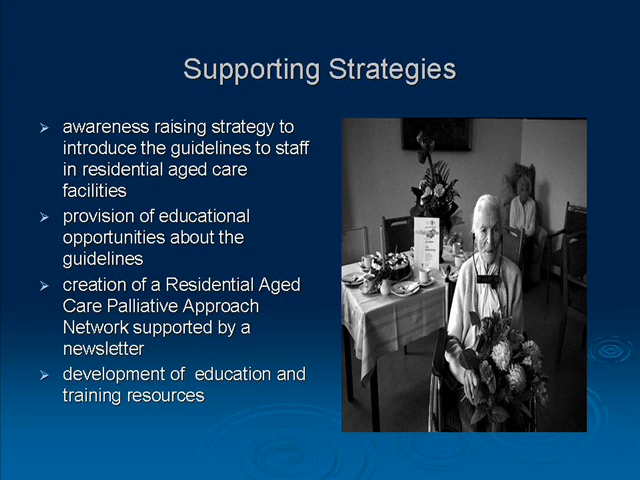 Supporting Strategies
awareness raising strategy to
introduce the guidelines to staff
in residential aged care
facilities
provision of educational
opportunities about the
guidelines
creation of a Residential Aged
Care Palliative Approach
Network supported by a
newsletter
development of  education and
training resources